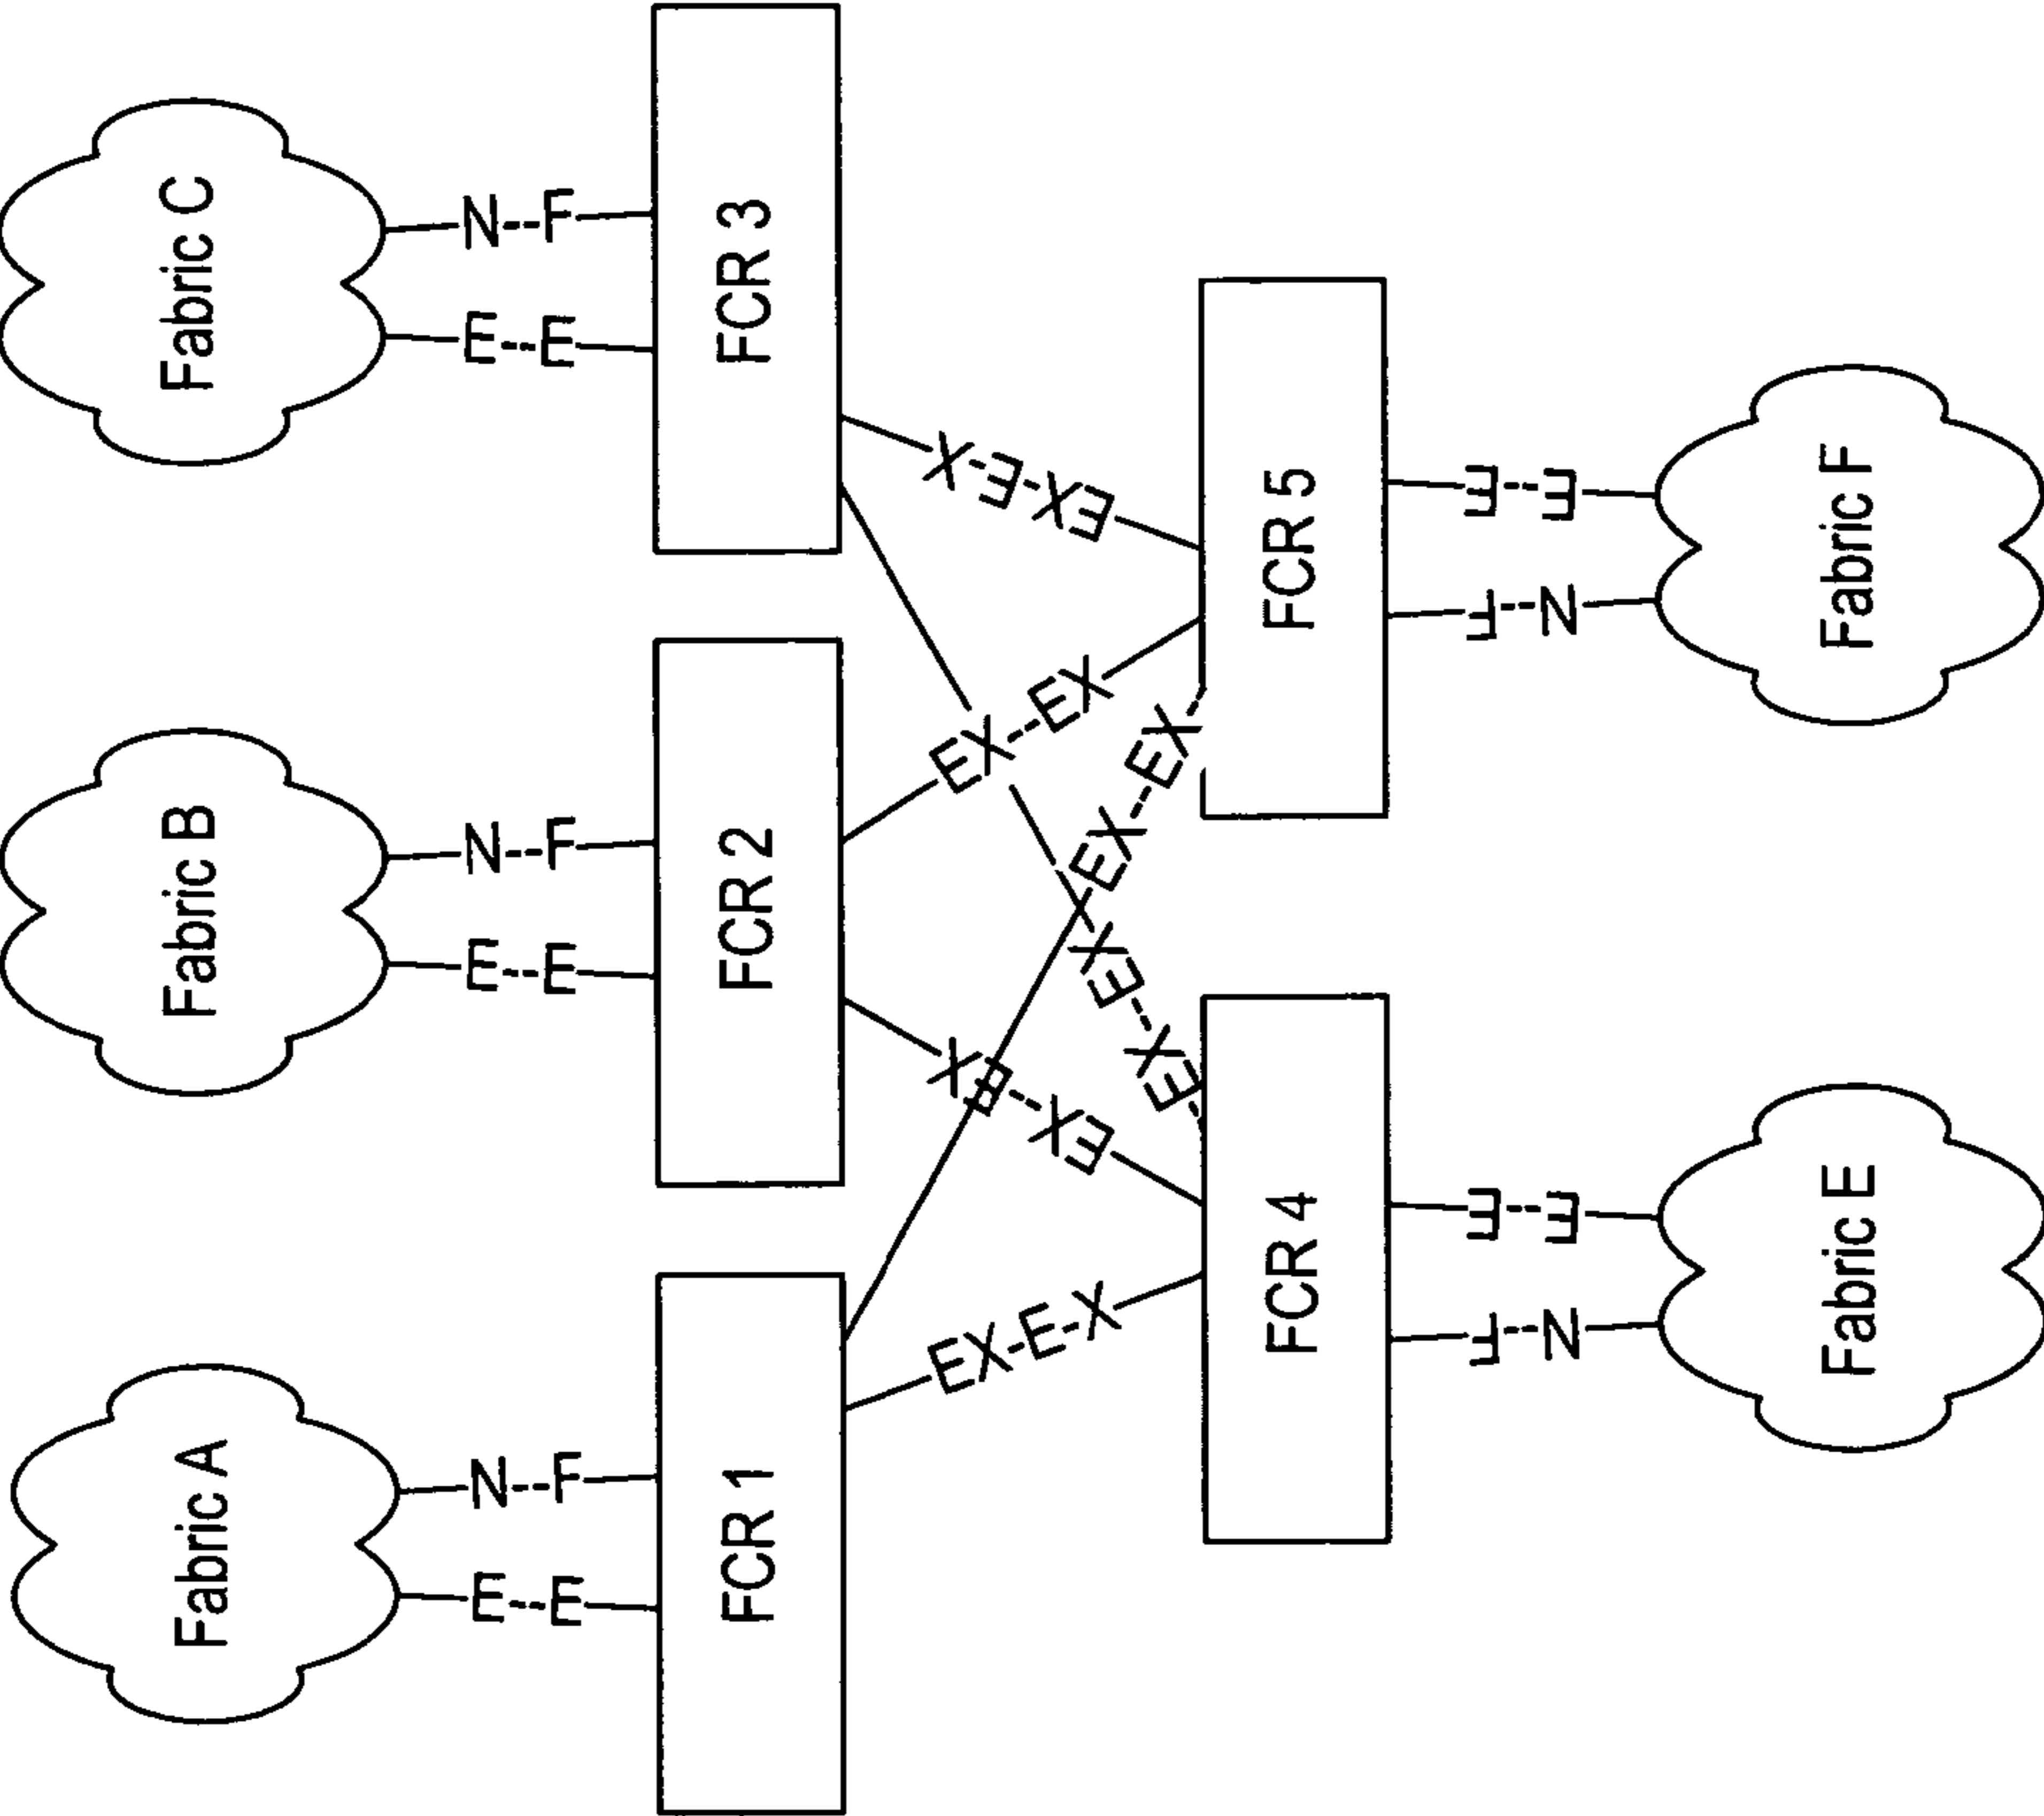 Fabric A
E--E
N--F
FCR 1
Fabric B
E--E
N--F
FCR 2
Fabric C
E--E
N--F
FCR 3
EX-E-X
EX--EX
EX--EX
EX--EX
EX--EX
EX-E-X
FCR 4
F--N
E--E
Fabric E
FCR 5
F--N
E--E
Fabric F